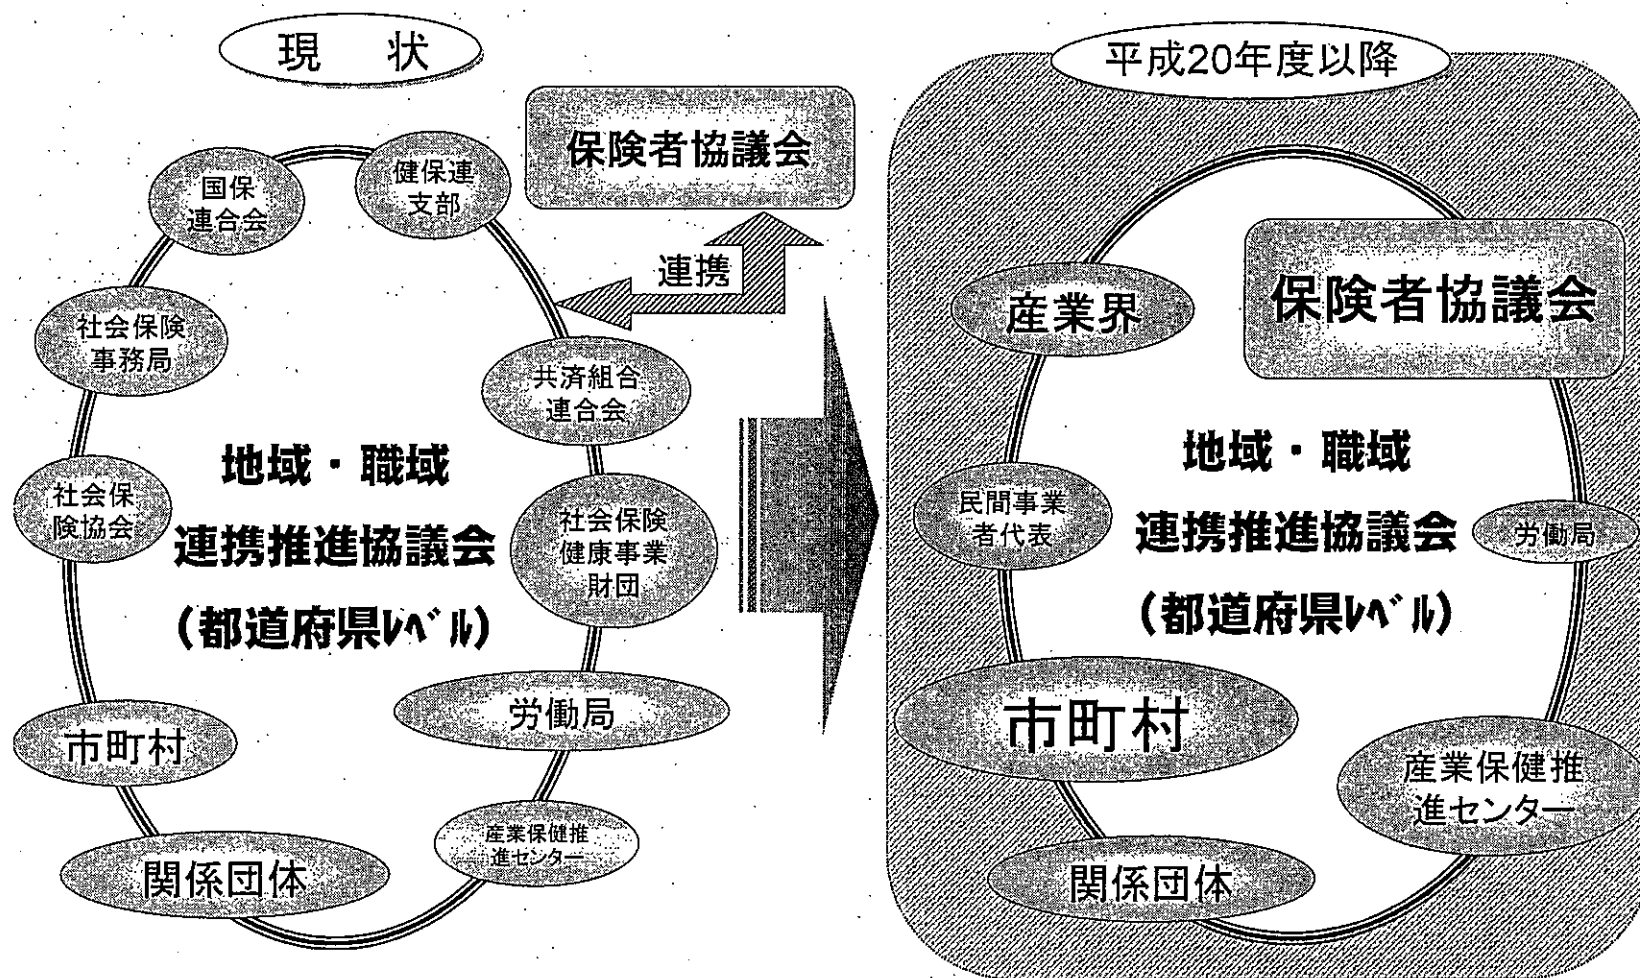 現　状
保険者協議会
国保
連合会
健保連
支部
連携
社会保険
事務局
共済組合
連合会
社会保
険協会
社会保険
健康事業
財団
地域・職域
連携推進協議会
(都道府県ﾚﾍﾞﾙ)
労働局
市町村
産業保健推
進センター
関係団体
平成20年度以降
保険者協議会
産業界
民間事業
者代表
地域・職域
連携推進協議会
(都道府県ﾚﾍﾞﾙ)
労働局
市町村
産業保健推
進センター
関係団体